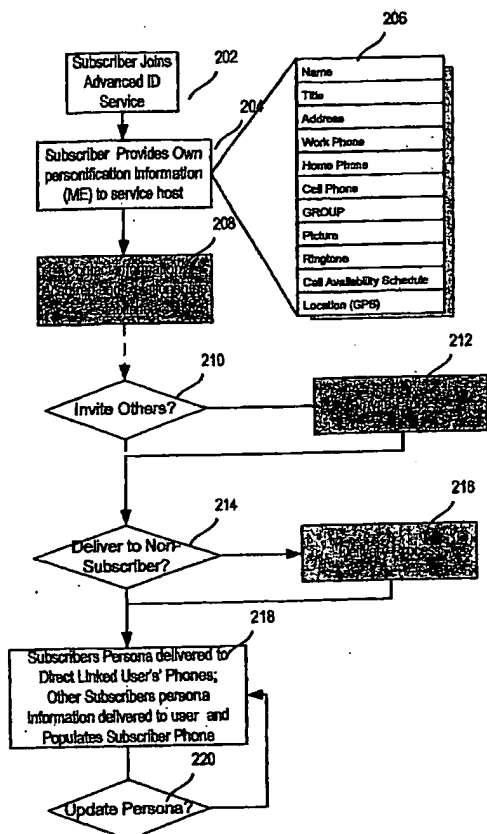 202
Subscriber Joins
Advanced ID
Service
204
Subscriber Provides Own
personification Information
(ME) to service host
206
Name
Title
Address
Work Phone
Home Phone
Cell Phone
GROUP
Picture
Ringtone
Cell Availability Schedule
Location (GPS)
208
210
Invite Others?
212
214
Deliver to Non-
Subscriber?
216
218
Subscribers Persona delivered to
Direct Linked User's' Phones;
Other Subscribers persona
Information delivered to user and
Populates Subscriber Phone
220
Update Persona?